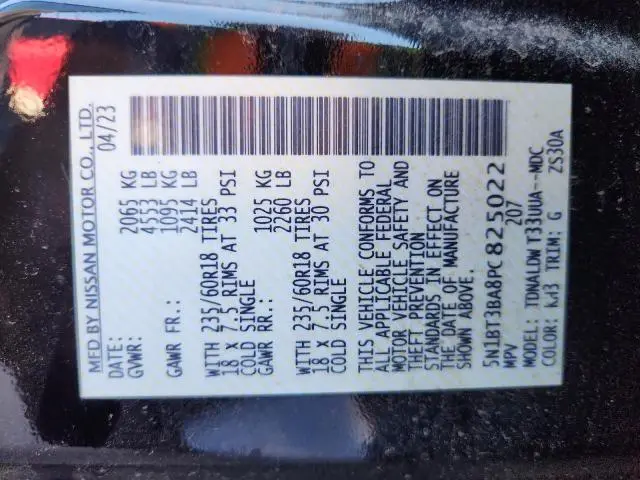 MFD BY NISSAN MOTOR CO., LTD.
DATE: 04/23
GVWR: 2065 KG
4553 LB
GAWR FR.: 1095 KG
2414 LB
WITH 235/60R18 TIRES
18 X 7.5 RIMS AT 33 PSI
COLD SINGLE
GAWR RR.: 1025 KG
2260 LB
WITH 235/60R18 TIRES
18 X 7.5 RIMS AT 30 PSI
COLD SINGLE
THIS VEHICLE CONFORMS TO
ALL APPLICABLE FEDERAL
MOTOR VEHICLE SAFETY AND
THEFT PREVENTION
STANDARDS IN EFFECT ON
THE DATE OF MANUFACTURE
SHOWN ABOVE.
5N1BT3BA8PC825022
MPV 207
MODEL: TDNALDW T33UUA--MDC
COLOR: TRIM: G ZS30A